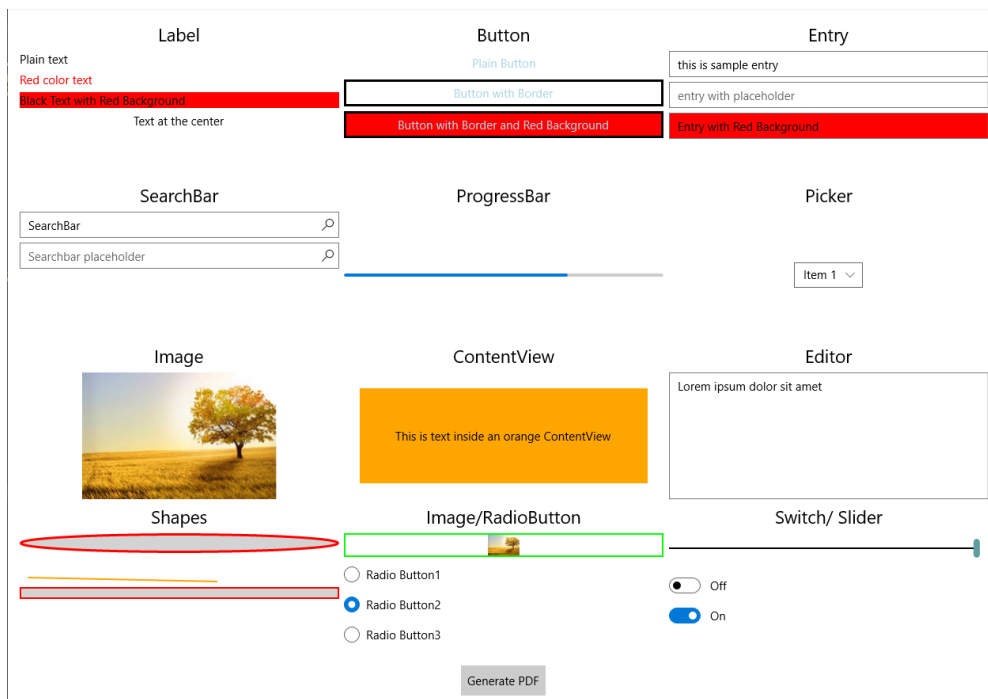 Label
Button
Entry
Plain text
Red color text
Black Text with Red Background
Text at the center
Plain Button
Button with Border
Button with Border and Red Background
this is sample entry
entry with placeholder
Entry with Red Background
SearchBar
ProgressBar
Picker
SearchBar
Searchbar placeholder
Item 1
Image
ContentView
Editor
This is text inside an orange ContentView
Lorem ipsum dolor sit amet
Shapes
Image/RadioButton
Switch/ Slider
Radio Button1
Radio Button2
Radio Button3
Off
On
Generate PDF